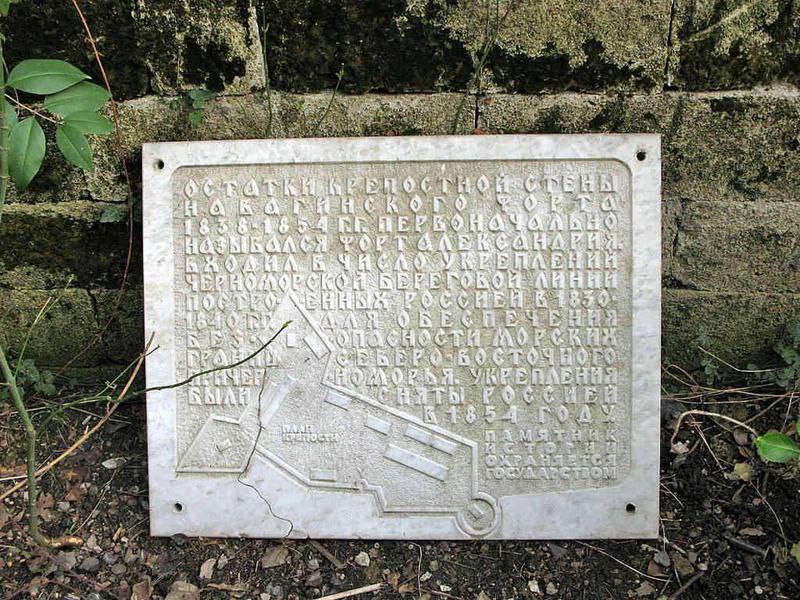 ОСТАТКИ КРЕПОСТНОЙ СТЕНЫ
НАВАГИНСКОГО ФОРТА
1838-1854 ГГ. ПЕРВОНАЧАЛЬНО
НАЗЫВАЛСЯ ФОРТ АЛЕКСАНДРИЯ.
ВХОДИЛ В ЧИСЛО УКРЕПЛЕНИЙ
ЧЕРНОМОРСКОЙ БЕРЕГОВОЙ ЛИНИИ
ПОСТРОЕННЫХ РОССИЕЙ В 1830-
1840 ГГ. ДЛЯ ОБЕСПЕЧЕНИЯ
БЕЗОПАСНОСТИ МОРСКИХ
ГРАНИЦ СЕВЕРО-ВОСТОЧНОГО
ПРИЧЕРНОМОРЬЯ. УКРЕПЛЕНИЯ
БЫЛИ СНЯТЫ РОССИЕЙ
В 1854 ГОДУ
ПЛАН
КРЕПОСТИ
ПАМЯТНИК
ИСТОРИИ
ОХРАНЯЕТСЯ
ГОСУДАРСТВОМ